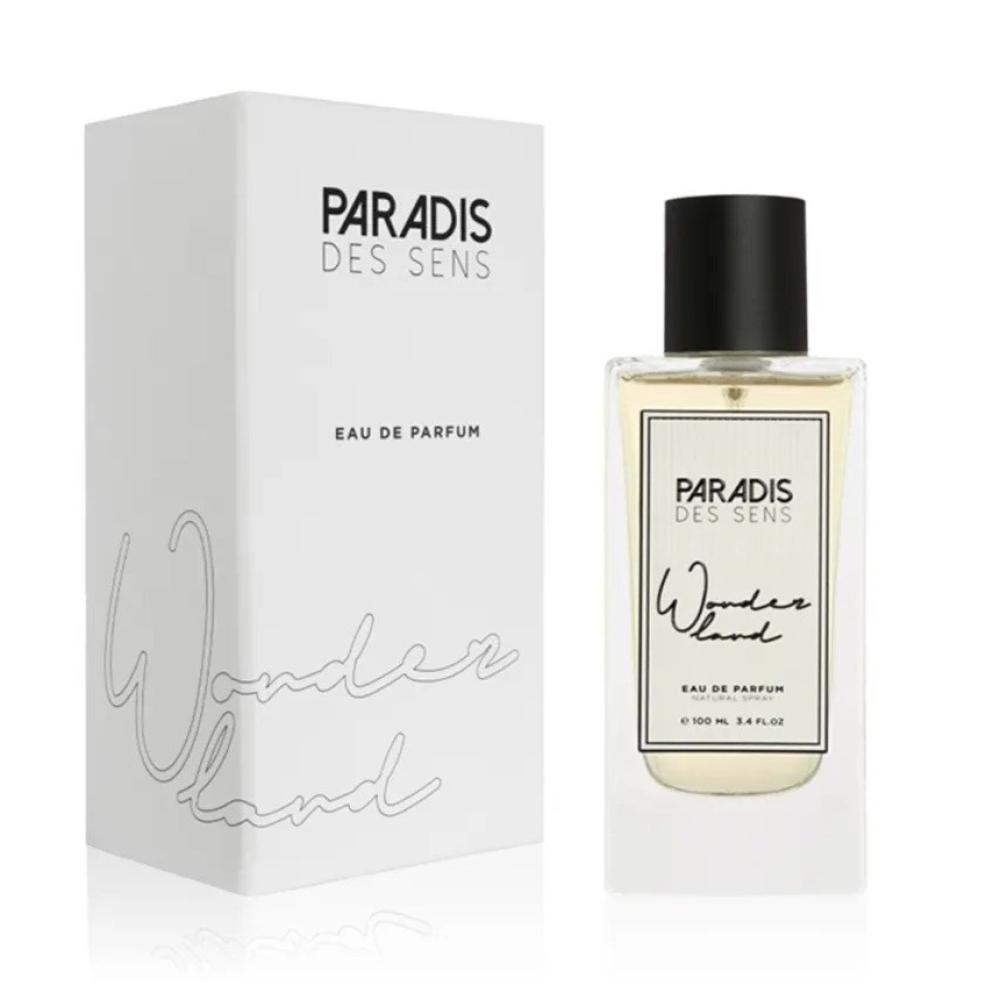 PARADIS
DES SENS
EAU DE PARFUM
Wonder
land
PARADIS
DES SENS
Wonder
land
EAU DE PARFUM
NATURAL SPRAY
℮ 100 ML 3.4 FL.OZ